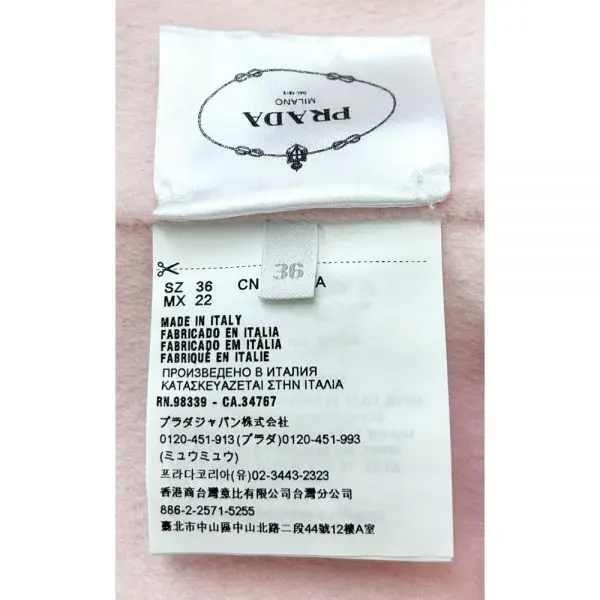 PRADA
MILANO
DAL 1913
36
SZ 36 CN A
MX 22
MADE IN ITALY
FABRICADO EN ITALIA
FABRICADO EM ITÁLIA
FABRIQUÉ EN ITALIE
ПРОИЗВЕДЕНО В ИТАЛИЯ
ΚΑΤΑΣΚΕΥΑΖΕΤΑΙ ΣΤΗΝ ΙΤΑΛΙΑ
RN.98339 - CA.34767
プラダジャパン株式会社
0120-451-913(プラダ)0120-451-993
(ミュウミュウ)
프라다코리아(유)02-3443-2323
香港商台灣意比有限公司台灣分公司
886-2-2571-5255
臺北市中山區中山北路二段44號12樓A室